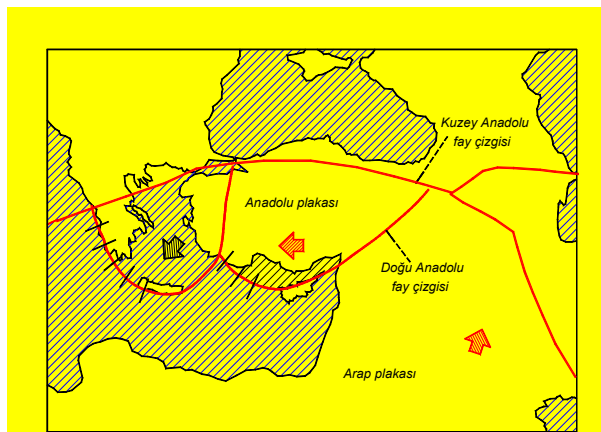 Kuzey Anadolu
fay çizgisi
Anadolu plakası
Doğu Anadolu
fay çizgisi
Arap plakası